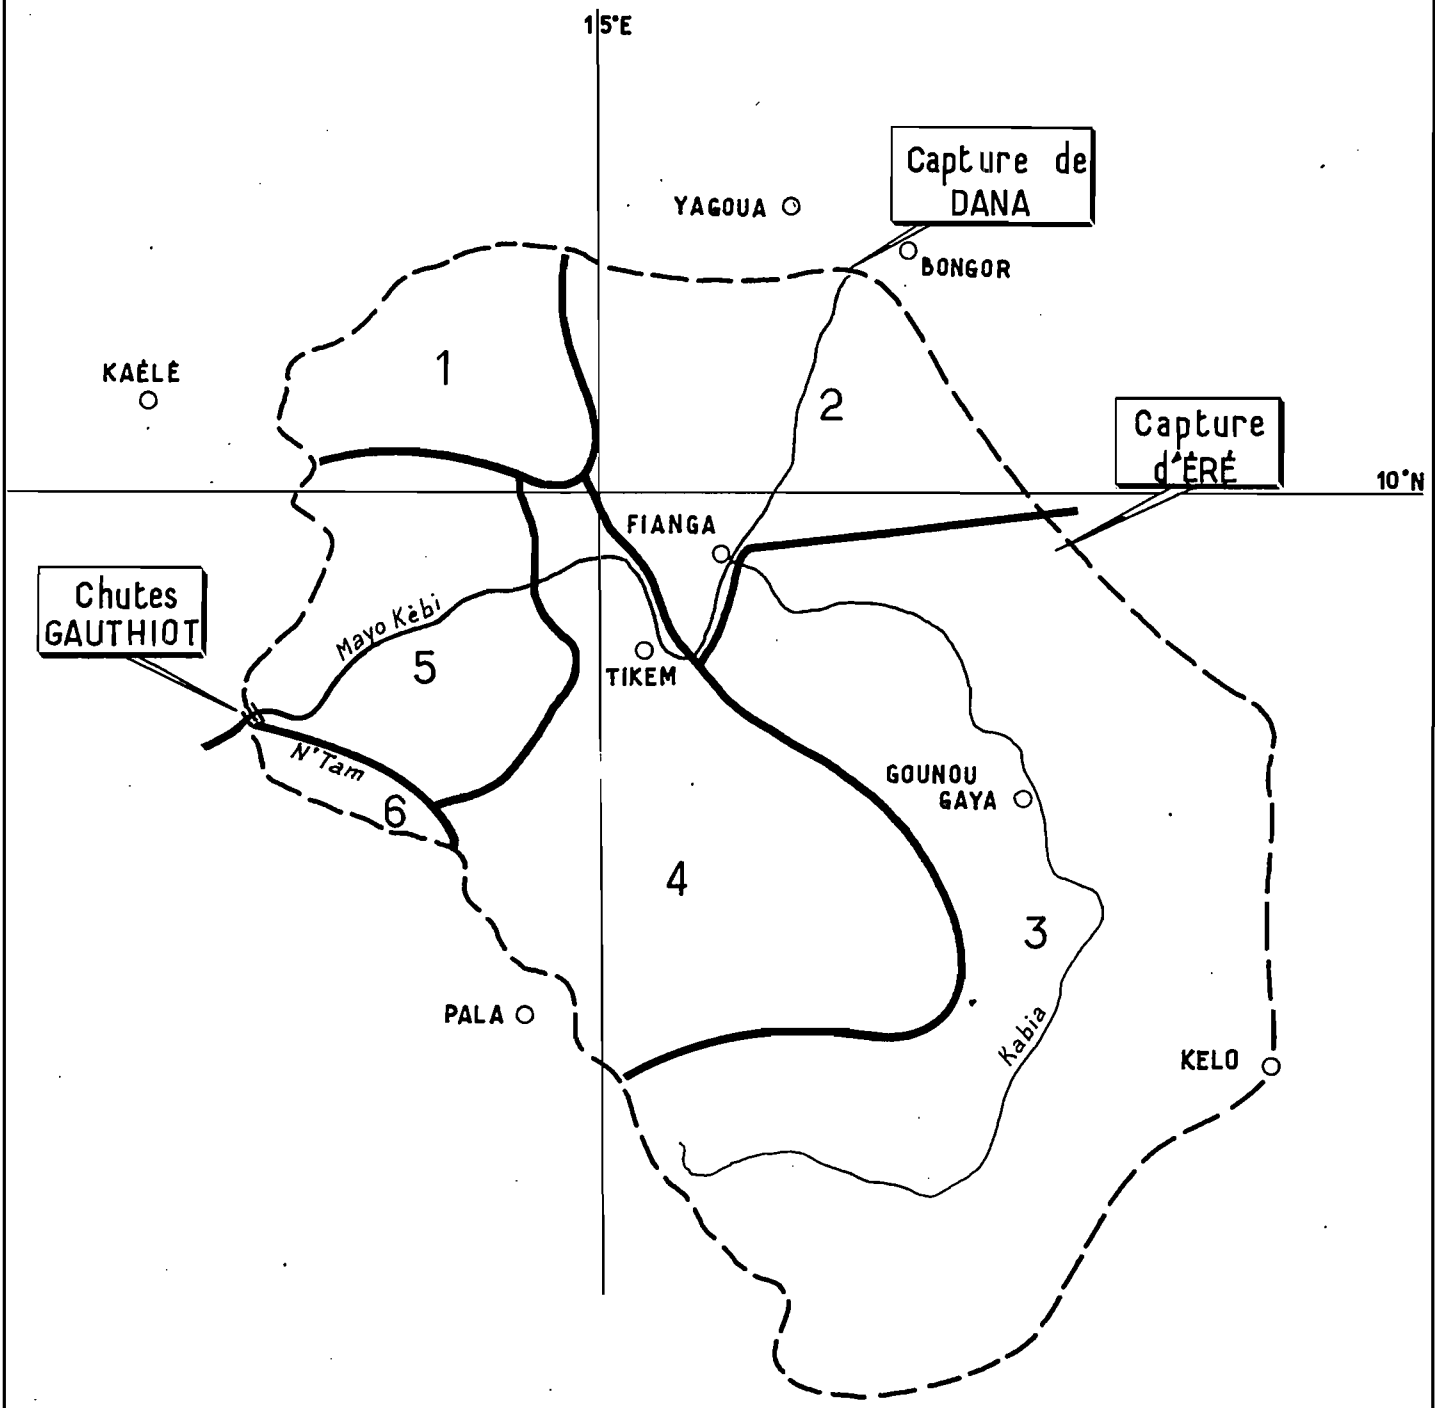 15°E
Capture de
DANA
YAGOUA
BONGOR
KAÉLÉ
1
2
Capture
d'ÉRÉ
10°N
FIANGA
Chutes
GAUTHIOT
Mayo Kébi
5
TIKEM
N'Tam
6
GOUNOU
GAYA
4
3
PALA
Kabia
KELO